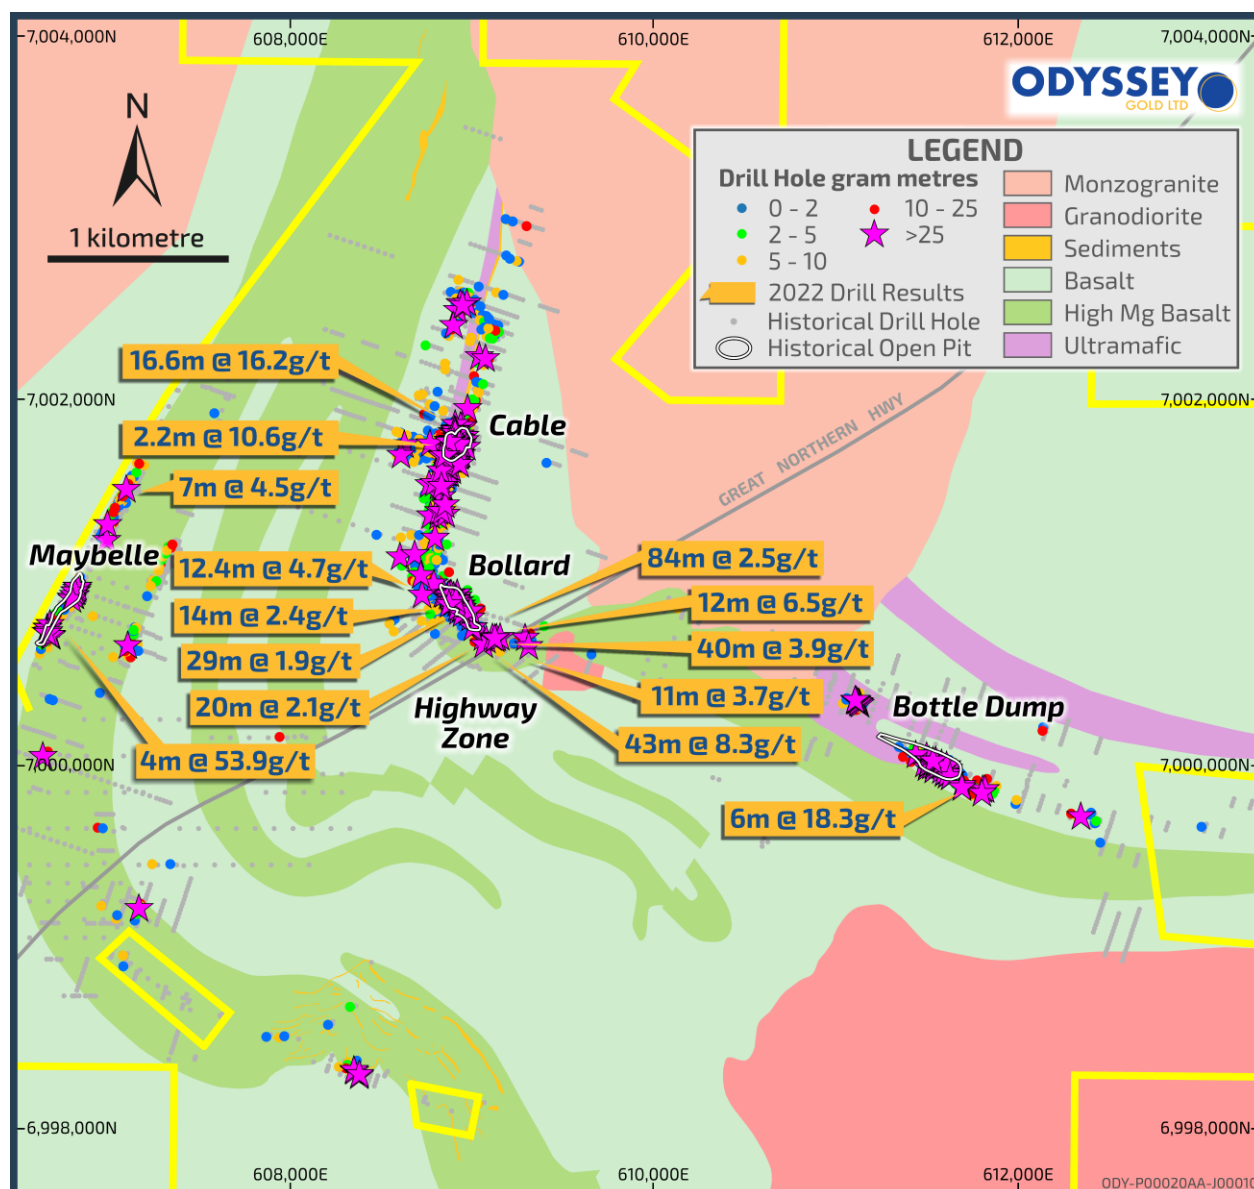 7,004,000N
608,000E
610,000E
612,000E
7,004,000N
ODYSSEY
GOLD LTD
N
1 kilometre
LEGEND
Drill Hole gram metres
0 - 2
10 - 25
2 - 5
>25
5 - 10
2022 Drill Results
Historical Drill Hole
Historical Open Pit
Monzogranite
Granodiorite
Sediments
Basalt
High Mg Basalt
Ultramafic
16.6m @ 16.2g/t
7,002,000N
7,002,000N
GREAT NORTHERN HWY
Cable
2.2m @ 10.6g/t
7m @ 4.5g/t
Maybelle
Bollard
84m @ 2.5g/t
12.4m @ 4.7g/t
12m @ 6.5g/t
14m @ 2.4g/t
40m @ 3.9g/t
29m @ 1.9g/t
11m @ 3.7g/t
20m @ 2.1g/t
Highway
Zone
Bottle Dump
43m @ 8.3g/t
4m @ 53.9g/t
7,000,000N
7,000,000N
6m @ 18.3g/t
6,998,000N
6,998,000N
608,000E
610,000E
612,000E
ODY-P00020AA-J00010